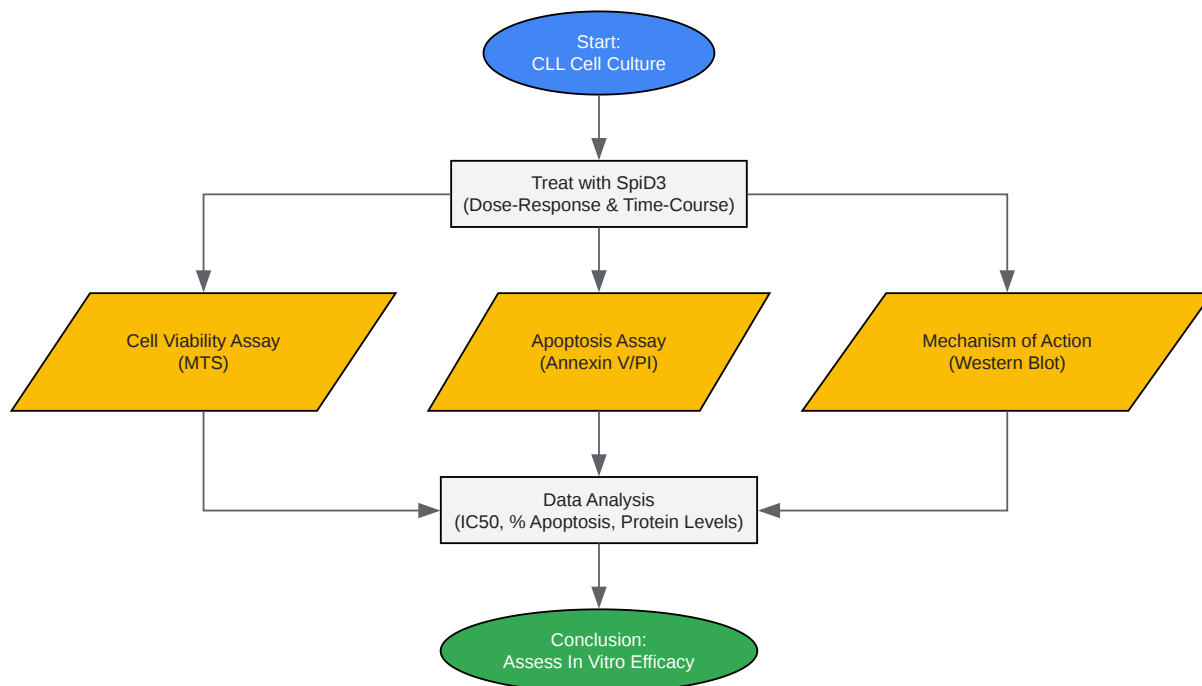 Start:
CLL Cell Culture
Treat with SpiD3
(Dose-Response & Time-Course)
Cell Viability Assay
(MTS)
Apoptosis Assay
(Annexin V/PI)
Mechanism of Action
(Western Blot)
Data Analysis
(IC50, % Apoptosis, Protein Levels)
Conclusion:
Assess In Vitro Efficacy